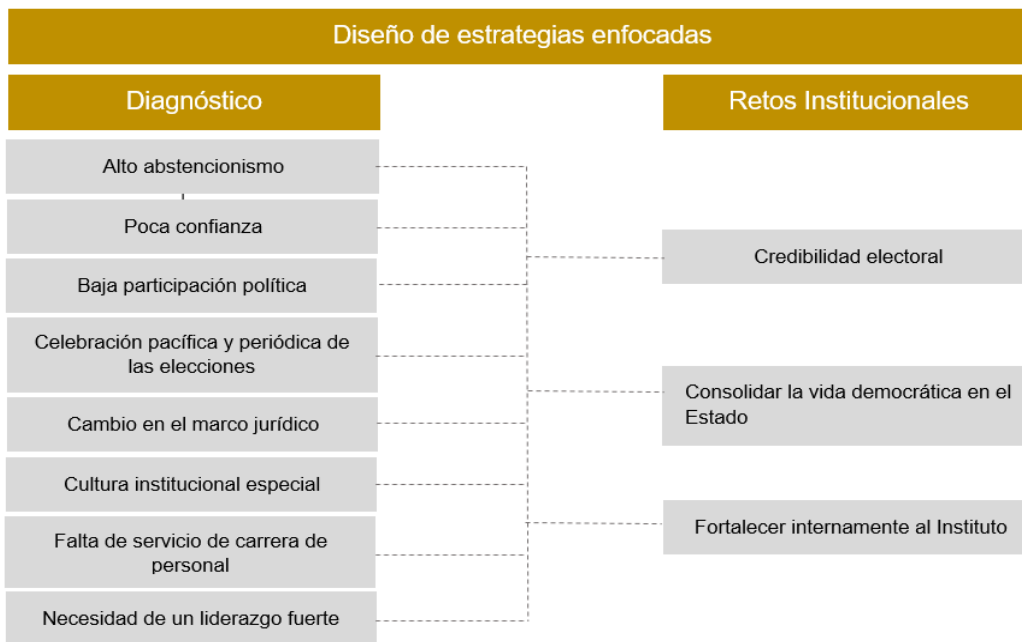 Diseño de estrategias enfocadas
Diagnóstico
Retos Institucionales
Alto abstencionismo
Poca confianza
Baja participación política
Celebración pacífica y periódica de
las elecciones
Cambio en el marco jurídico
Cultura institucional especial
Falta de servicio de carrera de
personal
Necesidad de un liderazgo fuerte
Credibilidad electoral
Consolidar la vida democrática en el
Estado
Fortalecer internamente al Instituto